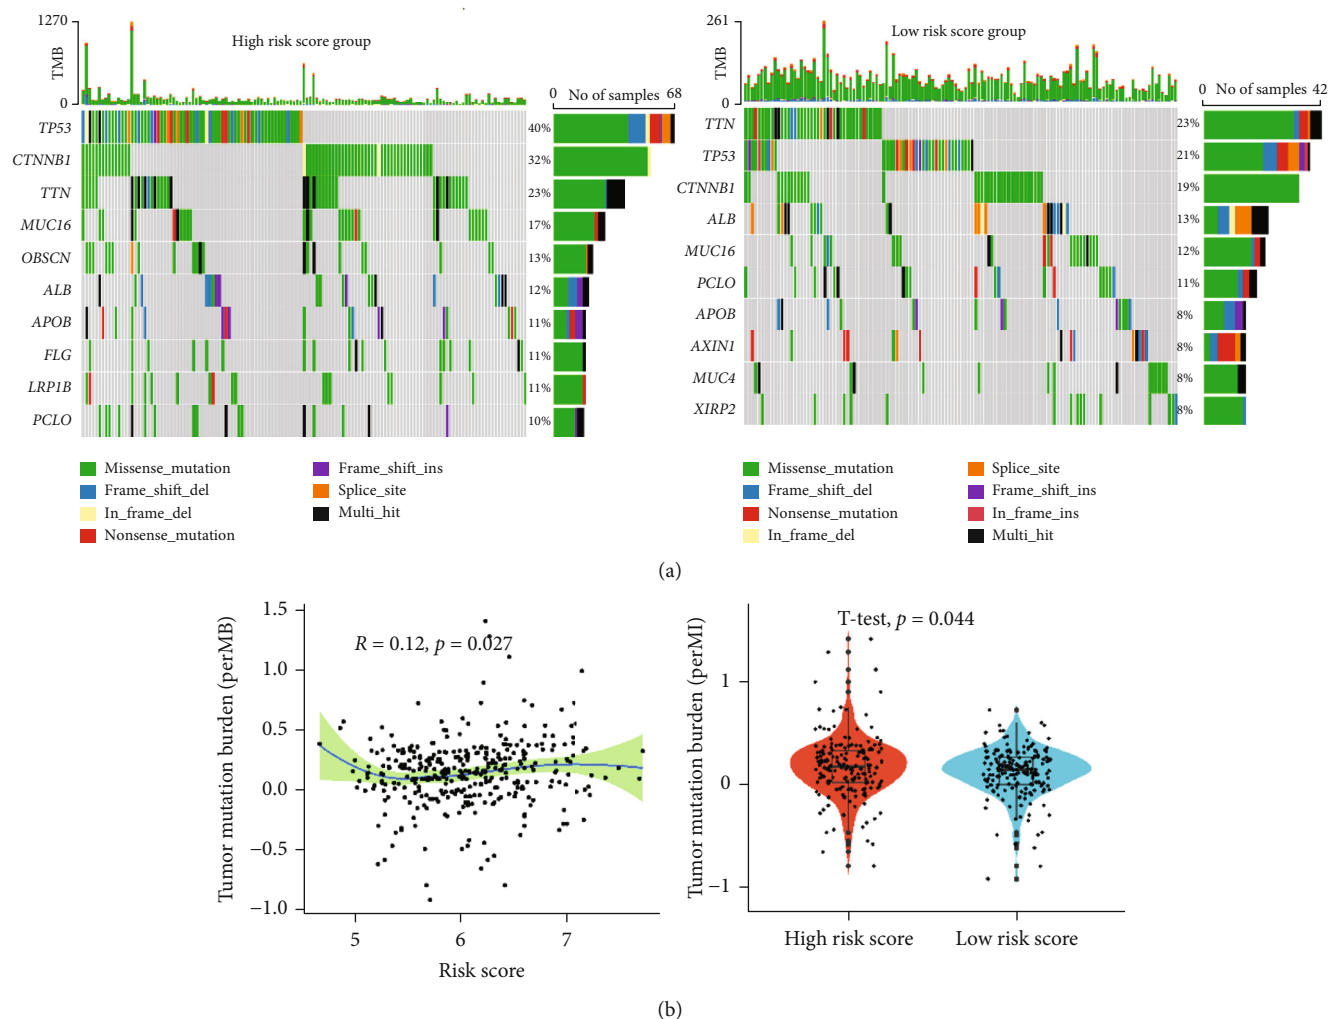 1270
TMB
0
High risk score group
0 No of samples 68
TP53 40%
CTNNB1 32%
TTN 23%
MUC16 17%
OBSCN 13%
ALB 12%
APOB 11%
FLG 11%
LRP1B 11%
PCLO 10%
Missense_mutation
Frame_shift_del
In_frame_del
Nonsense_mutation
Frame_shift_ins
Splice_site
Multi_hit
261
TMB
0
Low risk score group
0 No of samples 42
TTN 23%
TP53 21%
CTNNB1 19%
ALB 13%
MUC16 12%
PCLO 11%
APOB 8%
AXIN1 8%
MUC4 8%
XIRP2 8%
Missense_mutation
Frame_shift_del
Nonsense_mutation
In_frame_del
Splice_site
Frame_shift_ins
In_frame_ins
Multi_hit
(a)
Tumor mutation burden (perMB)
1.5
1.0
0.5
0.0
−0.5
−1.0
R = 0.12, p = 0.027
5 6 7
Risk score
Tumor mutation burden (perMI)
1
0
−1
T-test, p = 0.044
High risk score Low risk score
(b)